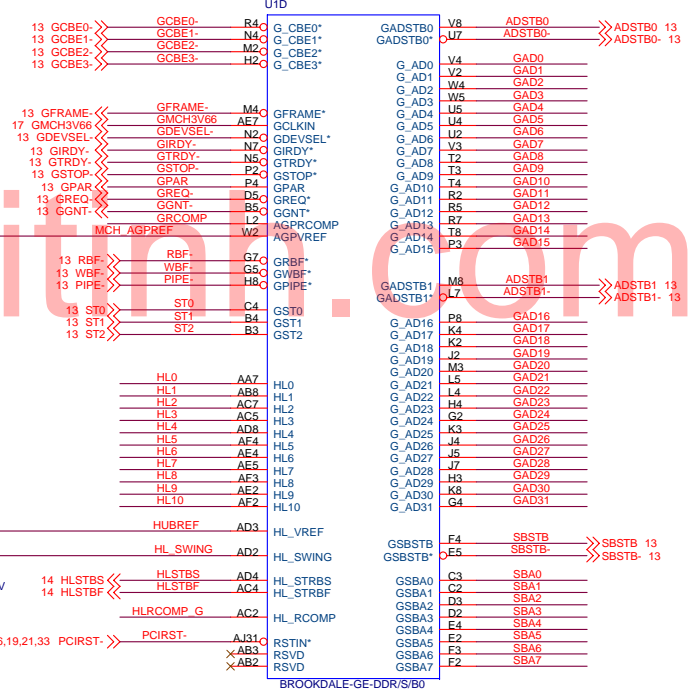 U1D
13 GCBE0- GCBE0- R4 G_CBE0* GADSTB0 V8 ADSTB0 ADSTB0 13
13 GCBE1- GCBE1- N4 G_CBE1* GADSTB0* U7 ADSTB0- ADSTB0- 13
13 GCBE2- GCBE2- M2 G_CBE2*
13 GCBE3- GCBE3- H2 G_CBE3* G_AD0 V4 GAD0
G_AD1 V2 GAD1
G_AD2 W4 GAD2
G_AD3 W5 GAD3
13 GFRAME- GFRAME- M4 GFRAME* G_AD4 U5 GAD4
17 GMCH3V66 GMCH3V66 AE7 GCLKIN G_AD5 U4 GAD5
13 GDEVSEL- GDEVSEL- N2 GDEVSEL* G_AD6 U2 GAD6
13 GIRDY- GIRDY- N7 GIRDY* G_AD7 V3 GAD7
13 GTRDY- GTRDY- N5 GTRDY* G_AD8 T2 GAD8
13 GSTOP- GSTOP- P2 GSTOP* G_AD9 T3 GAD9
13 GPAR GPAR P4 GPAR G_AD10 T4 GAD10
13 GREQ- GREQ- D5 GREQ* G_AD11 R2 GAD11
13 GGNT- GGNT- B5 GGNT* G_AD12 R5 GAD12
GRCOMP L2 AGPRCOMP G_AD13 R7 GAD13
MCH_AGPREF W2 AGPVREF G_AD14 T8 GAD14
G_AD15 P3 GAD15
13 RBF- RBF- G7 GRBF*
13 WBF- WBF- G5 GWBF*
13 PIPE- PIPE- H8 GPIPE* GADSTB1 M8 ADSTB1 ADSTB1 13
GADSTB1* L7 ADSTB1- ADSTB1- 13
13 ST0 ST0 C4 GST0
13 ST1 ST1 B4 GST1 G_AD16 P8 GAD16
13 ST2 ST2 B3 GST2 G_AD17 K4 GAD17
G_AD18 K2 GAD18
G_AD19 J2 GAD19
G_AD20 M3 GAD20
HL0 AA7 HL0 G_AD21 L5 GAD21
HL1 AB8 HL1 G_AD22 L4 GAD22
HL2 AC7 HL2 G_AD23 H4 GAD23
HL3 AC5 HL3 G_AD24 G2 GAD24
HL4 AD8 HL4 G_AD25 K3 GAD25
HL5 AF4 HL5 G_AD26 J4 GAD26
HL6 AE4 HL6 G_AD27 J5 GAD27
HL7 AE5 HL7 G_AD28 J7 GAD28
HL8 AF3 HL8 G_AD29 H3 GAD29
HL9 AE2 HL9 G_AD30 K8 GAD30
HL10 AF2 HL10 G_AD31 G4 GAD31
HUBREF AD3 HL_VREF
GSBSTB F4 SBSTB SBSTB 13
HL_SWING AD2 HL_SWING GSBSTB* E5 SBSTB- SBSTB- 13
14 HLSTBS HLSTBS AD4 HL_STRBS GSBA0 C3 SBA0
V 14 HLSTBF HLSTBF AC4 HL_STRBF GSBA1 C2 SBA1
GSBA2 D3 SBA2
HLRCOMP_G AC2 HL_RCOMP GSBA3 D2 SBA3
GSBA4 E4 SBA4
6,19,21,33 PCIRST- PCIRST- AJ31 RSTIN* GSBA5 E2 SBA5
AB3 RSVD GSBA6 F3 SBA6
AB2 RSVD GSBA7 F2 SBA7
BROOKDALE-GE-DDR/S/B0
itinh.com